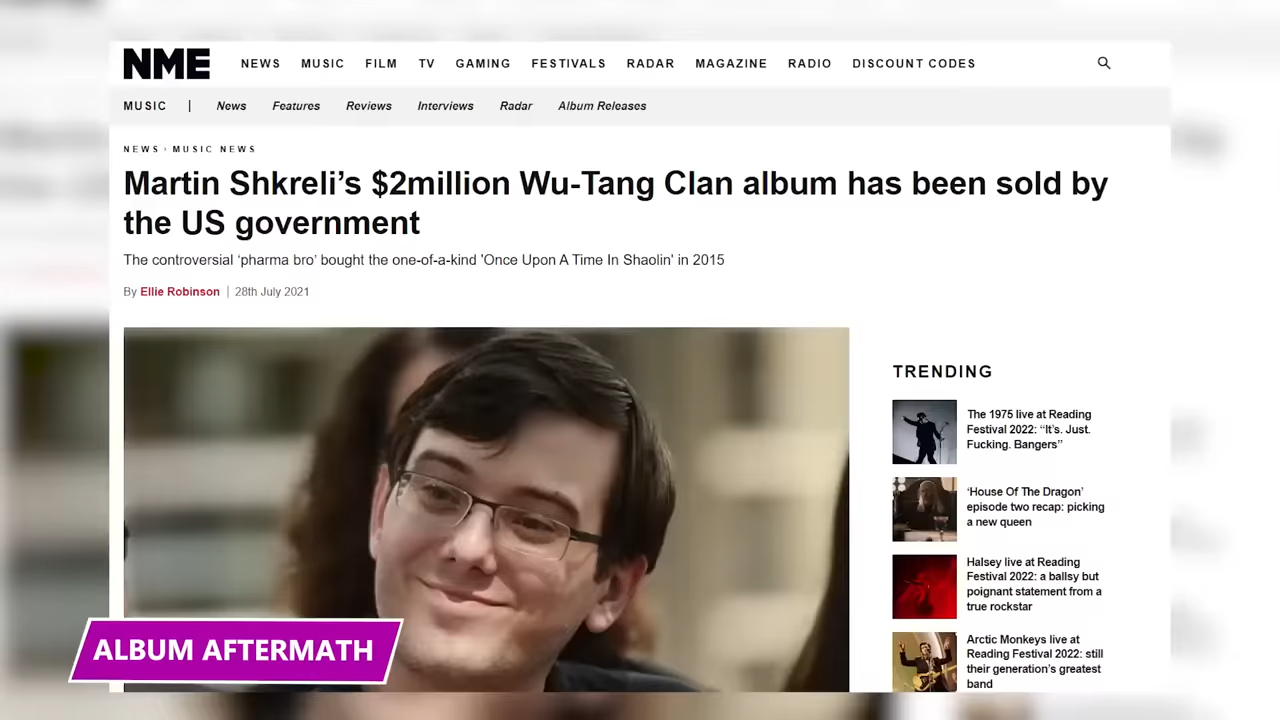 NME
NEWS MUSIC FILM TV GAMING FESTIVALS RADAR MAGAZINE RADIO DISCOUNT CODES
MUSIC | News Features Reviews Interviews Radar Album Releases
NEWS › MUSIC NEWS
Martin Shkreli’s $2million Wu-Tang Clan album has been sold by
the US government
The controversial ‘pharma bro’ bought the one-of-a-kind 'Once Upon A Time In Shaolin' in 2015
By Ellie Robinson | 28th July 2021
TRENDING
The 1975 live at Reading
Festival 2022: “It’s. Just.
Fucking. Bangers”
‘House Of The Dragon’
episode two recap: picking
a new queen
Halsey live at Reading
Festival 2022: a ballsy but
poignant statement from a
true rockstar
Arctic Monkeys live at
Reading Festival 2022: still
their generation’s greatest
band
ALBUM AFTERMATH